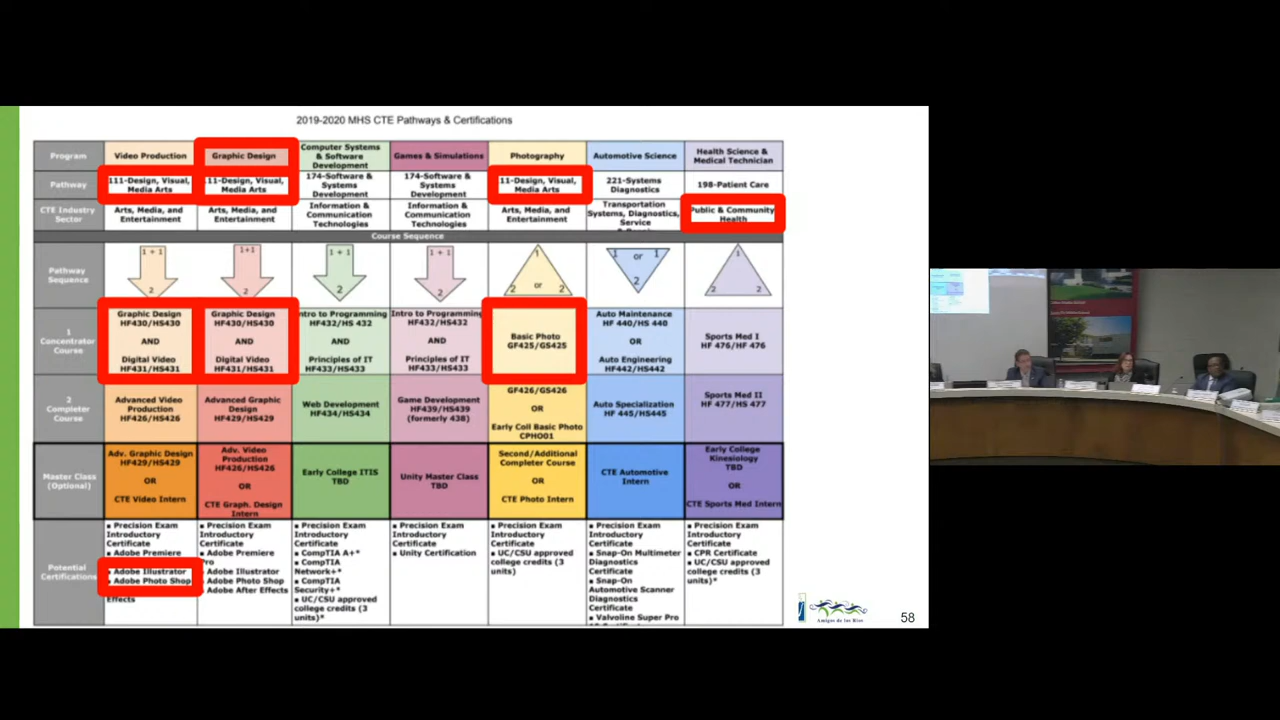 2019-2020 MHS CTE Pathways & Certifications
Program
Video Production
Graphic Design
Computer Systems
& Software
Development
Games & Simulations
Photography
Automotive Science
Health Science &
Medical Technician
Pathway
111-Design, Visual,
Media Arts
11-Design, Visual,
Media Arts
174-Software &
Systems
Development
174-Software &
Systems
Development
11-Design, Visual,
Media Arts
221-Systems
Diagnostics
198-Patient Care
CTE Industry
Sector
Arts, Media, and
Entertainment
Arts, Media, and
Entertainment
Information &
Communication
Technologies
Information &
Communication
Technologies
Arts, Media, and
Entertainment
Transportation
Systems, Diagnostics,
Service
Public & Community
Health
Course Sequence
Pathway
Sequence
1 + 1
2
1+1
2
1 + 1
2
1 + 1
2
1
2 or 2
1 or 1
2
1
2 2
1
Concentrator
Course
Graphic Design
HF430/HS430
AND
Digital Video
HF431/HS431
Graphic Design
HF430/HS430
AND
Digital Video
HF431/HS431
Intro to Programming
HF432/HS 432
AND
Principles of IT
HF433/HS433
Intro to Programming
HF432/HS432
AND
Principles of IT
HF433/HS433
Basic Photo
GF425/GS425
Auto Maintenance
HF 440/HS 440
OR
Auto Engineering
HF442/HS442
Sports Med I
HF 476/HF 476
2
Completer
Course
Advanced Video
Production
HF426/HS426
Advanced Graphic
Design
HF429/HS429
Web Development
HF434/HS434
Game Development
HF439/HS439
(formerly 438)
GF426/GS426
OR
Early Coll Basic Photo
CPHO01
Auto Specialization
HF 445/HS445
Sports Med II
HF 477/HS 477
Master Class
(Optional)
Adv. Graphic Design
HF429/HS429
OR
CTE Video Intern
Adv. Video
Production
HF426/HS426
OR
CTE Graph. Design
Intern
Early College ITIS
TBD
Unity Master Class
TBD
Second/Additional
Completer Course
OR
CTE Photo Intern
CTE Automotive
Intern
Early College
Kinesiology
TBD
OR
CTE Sports Med Intern
Potential
Certifications
▪ Precision Exam
Introductory
Certificate
▪ Adobe Premiere
Adobe Illustrator
▪ Adobe Photo Shop
Effects
▪ Precision Exam
Introductory
Certificate
▪ Adobe Premiere
Pro
▪ Adobe Illustrator
▪ Adobe Photo Shop
▪ Adobe After Effects
▪ Precision Exam
Introductory
Certificate
▪ CompTIA A+*
▪ CompTIA
Network+*
▪ CompTIA
Security+*
▪ UC/CSU approved
college credits (3
units)*
▪ Precision Exam
Introductory
Certificate
▪ Unity Certification
▪ Precision Exam
Introductory
Certificate
▪ UC/CSU approved
college credits (3
units)
▪ Precision Exam
Introductory
Certificate
▪ Snap-On Multimeter
Diagnostics
Certificate
▪ Snap-On
Automotive Scanner
Diagnostics
Certificate
▪ Valvoline Super Pro
▪ Precision Exam
Introductory
Certificate
▪ CPR Certificate
▪ UC/CSU approved
college credits (3
units)*
Amigos de los Rios
58